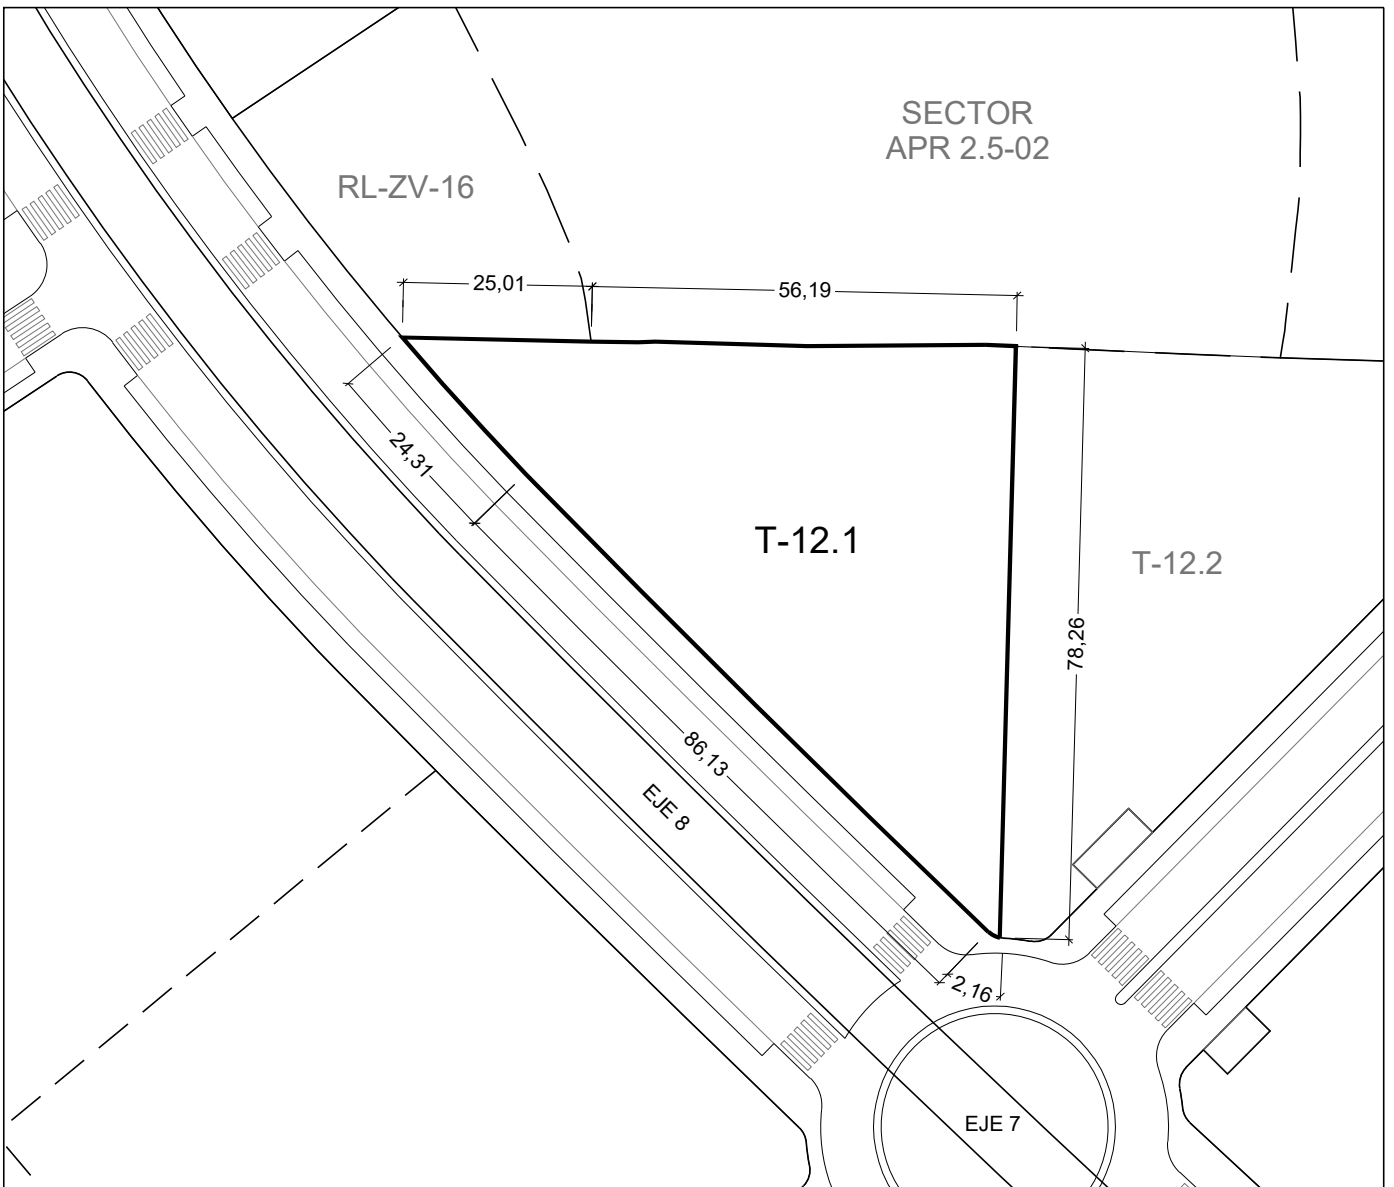 SECTOR
APR 2.5-02
RL-ZV-16
25,01
56,19
24,31
T-12.1
T-12.2
78,26
86,13
EJE 8
2,16
EJE 7